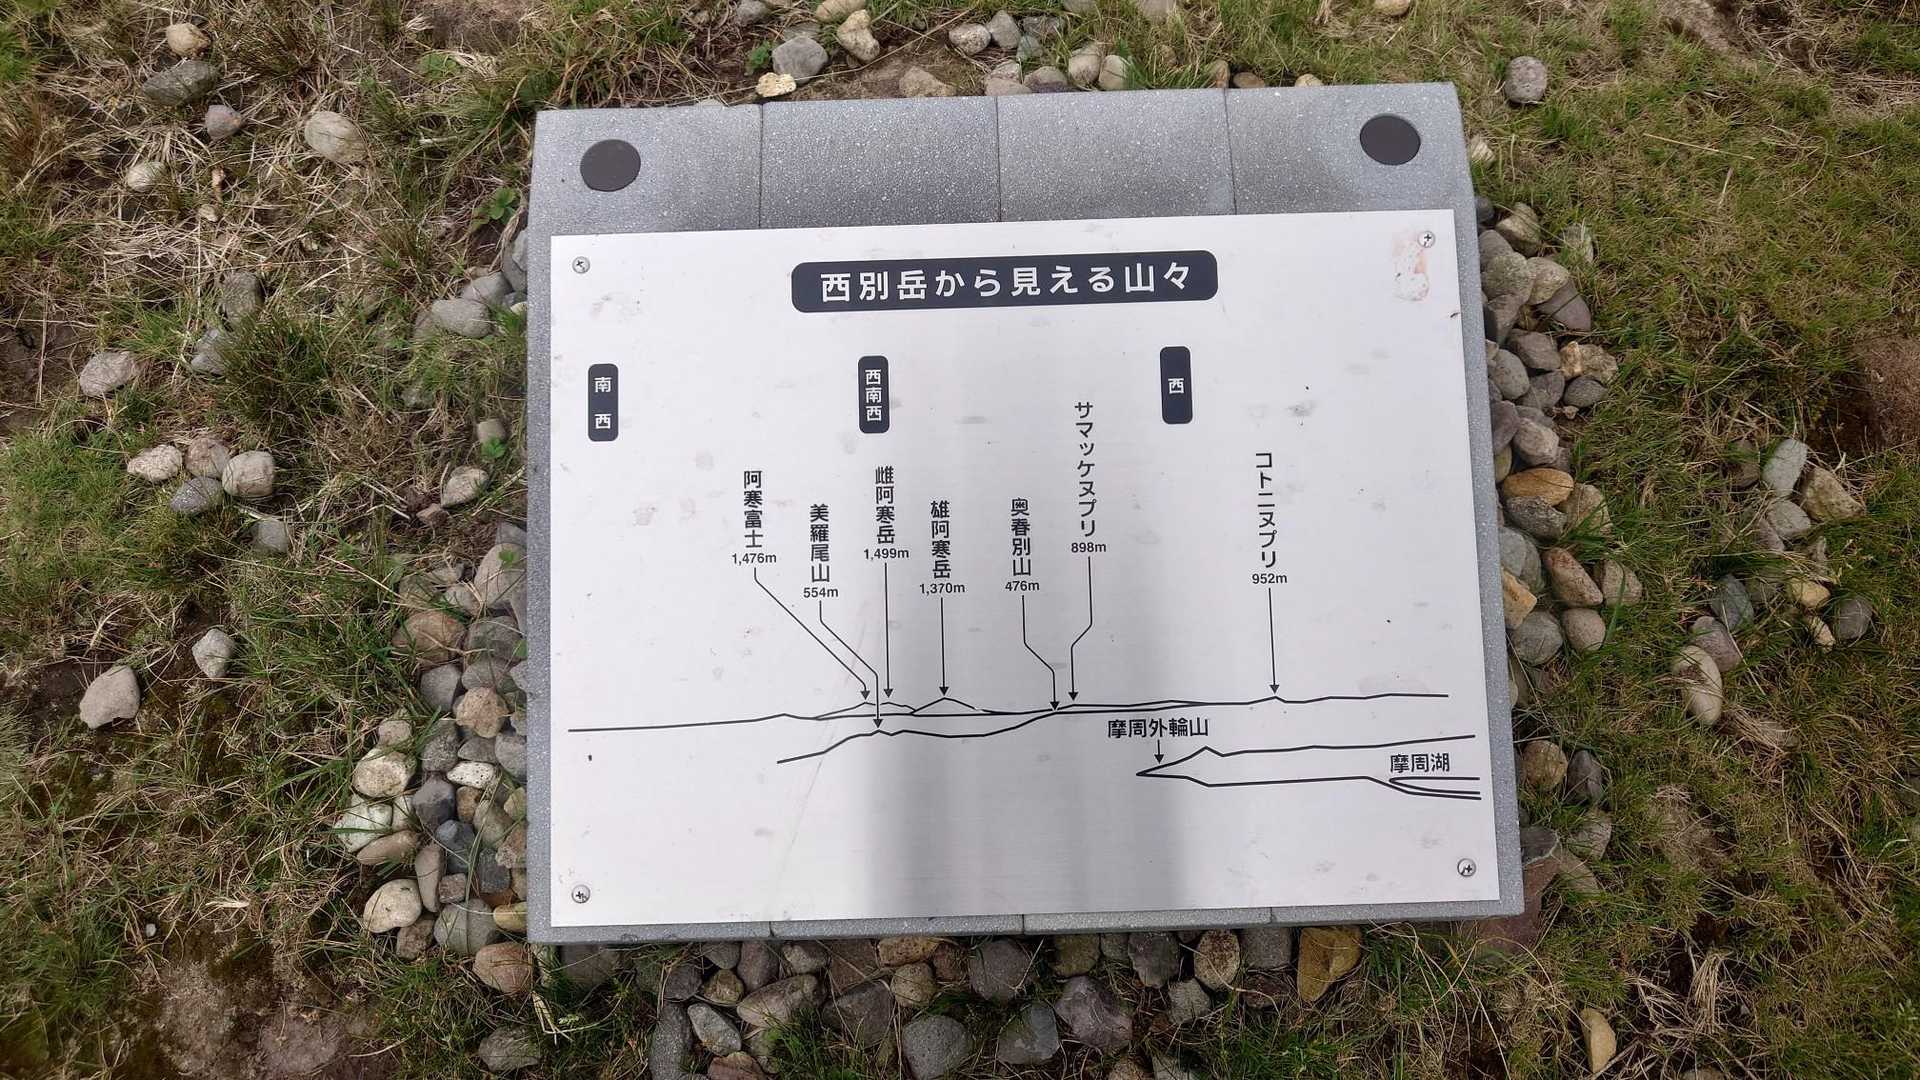 西別岳から見える山々
南西
西南西
西
阿寒富士
1,476m
美羅尾山
554m
雌阿寒岳
1,499m
雄阿寒岳
1,370m
奥春別山
476m
サマッケヌプリ
898m
コトニヌプリ
952m
摩周外輪山
摩周湖